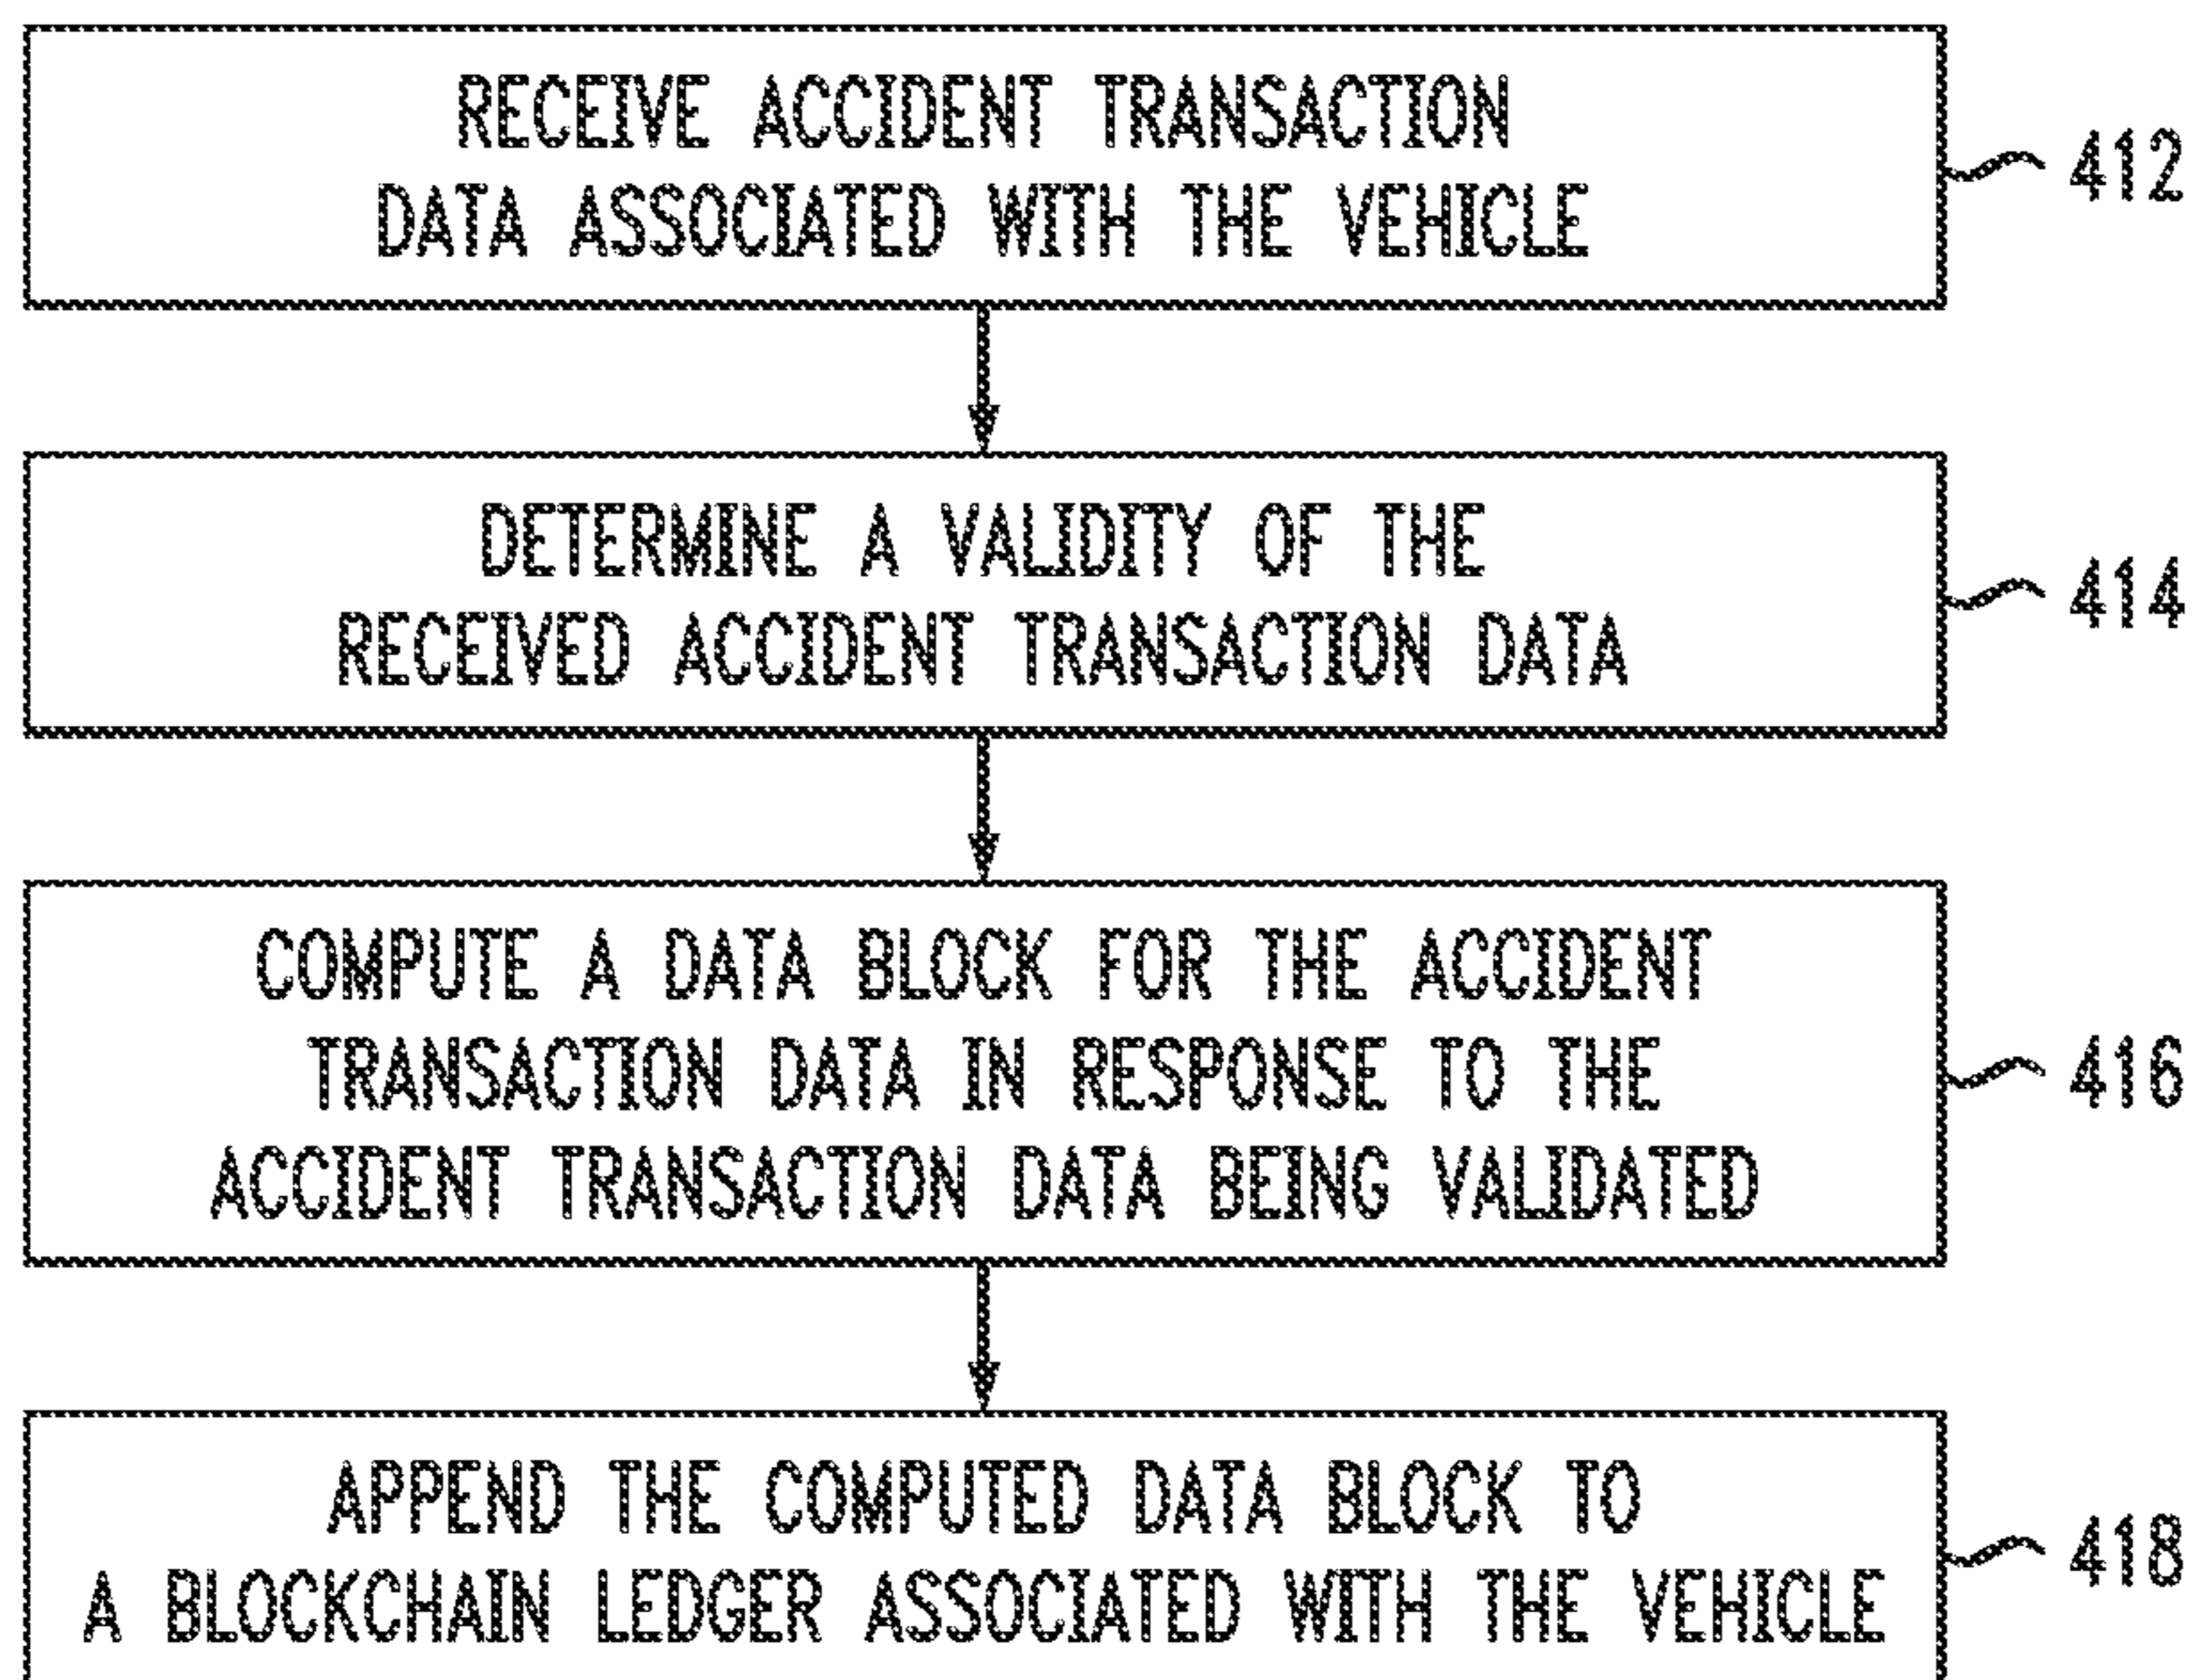 RECEIVE ACCIDENT TRANSACTION
DATA ASSOCIATED WITH THE VEHICLE
412
DETERMINE A VALIDITY OF THE
RECEIVED ACCIDENT TRANSACTION DATA
414
COMPUTE A DATA BLOCK FOR THE ACCIDENT
TRANSACTION DATA IN RESPONSE TO THE
ACCIDENT TRANSACTION DATA BEING VALIDATED
416
APPEND THE COMPUTED DATA BLOCK TO
A BLOCKCHAIN LEDGER ASSOCIATED WITH THE VEHICLE
418